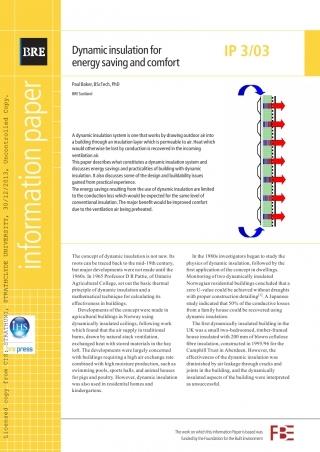 BRE
Dynamic insulation for
energy saving and comfort
IP 3/03
Paul Baker, BScTech, PhD
BRE Scotland
information paper
Licensed copy from CIS: STRATHUNO, STRATHCLYDE UNIVERSITY, 30/12/2013, Uncontrolled Copy.
IHS
bre press
A dynamic insulation system is one that works by drawing outdoor air into
a building through an insulation layer which is permeable to air. Heat which
would otherwise be lost by conduction is recovered in the incoming
ventilation air.
This paper describes what constitutes a dynamic insulation system and
discusses energy savings and practicalities of building with dynamic
insulation. It also discusses some of the design and buildability issues
gained from practical experience.
The energy savings resulting from the use of dynamic insulation are limited
to the conduction loss which would be expected for the same level of
conventional insulation. The major benefit would be improved comfort
due to the ventilation air being preheated.
The concept of dynamic insulation is not new. Its
roots can be traced back to the mid-19th century,
but major developments were not made until the
1960s. In 1965 Professor D R Pattie, of Ontario
Agricultural College, set out the basic thermal
principle of dynamic insulation and a
mathematical technique for calculating its
effectiveness in buildings.
Developments of the concept were made in
agricultural buildings in Norway using
dynamically insulated ceilings, following work
which found that the air supply in traditional
barns, drawn by natural stack ventilation,
exchanged heat with stored materials in the hay
loft. The developments were largely concerned
with buildings requiring a high air exchange rate
combined with high moisture production, such as
swimming pools, sports halls, and animal houses
for pigs and poultry. However, dynamic insulation
was also used in residential homes and
kindergartens.
In the 1980s investigators began to study the
physics of dynamic insulation, followed by the
first application of the concept in dwellings.
Monitoring of two dynamically insulated
Norwegian residential buildings concluded that a
zero U-value could be achieved without draughts
with proper construction detailing[1]. A Japanese
study indicated that 50% of the conductive losses
from a family house could be recovered using
dynamic insulation.
The first dynamically insulated building in the
UK was a small two-bedroomed, timber-framed
house insulated with 200 mm of blown cellulose
fibre insulation, constructed in 1995-96 for the
Camphill Trust in Aberdeen. However, the
effectiveness of the dynamic insulation was
diminished by air leakage through cracks and
joints in the building, and the dynamically
insulated aspects of the building were interpreted
as unsuccessful.
The work on which this Information Paper is based was
funded by the Foundation for the Built Environment
FBE